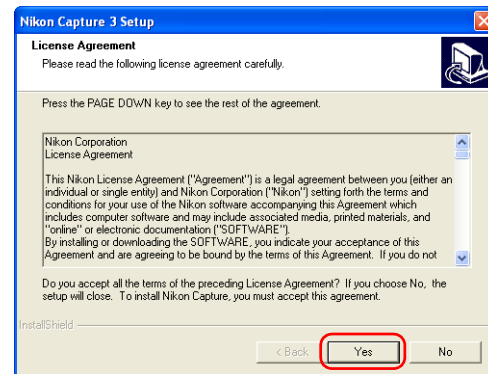 Nikon Capture 3 Setup
License Agreement
Please read the following license agreement carefully.
Press the PAGE DOWN key to see the rest of the agreement.
Nikon Corporation
License Agreement
This Nikon License Agreement ("Agreement") is a legal agreement between you (either an
individual or single entity) and Nikon Corporation ("Nikon") setting forth the terms and
conditions for your use of the Nikon software accompanying this Agreement which
includes computer software and may include associated media, printed materials, and
"online" or electronic documentation ("SOFTWARE").
By installing or downloading the SOFTWARE, you indicate your acceptance of this
Agreement and are agreeing to be bound by the terms of this Agreement.  If you do not
Do you accept all the terms of the preceding License Agreement?  If you choose No,  the
setup will close.  To install Nikon Capture, you must accept this agreement.
InstallShield
< Back
Yes
No